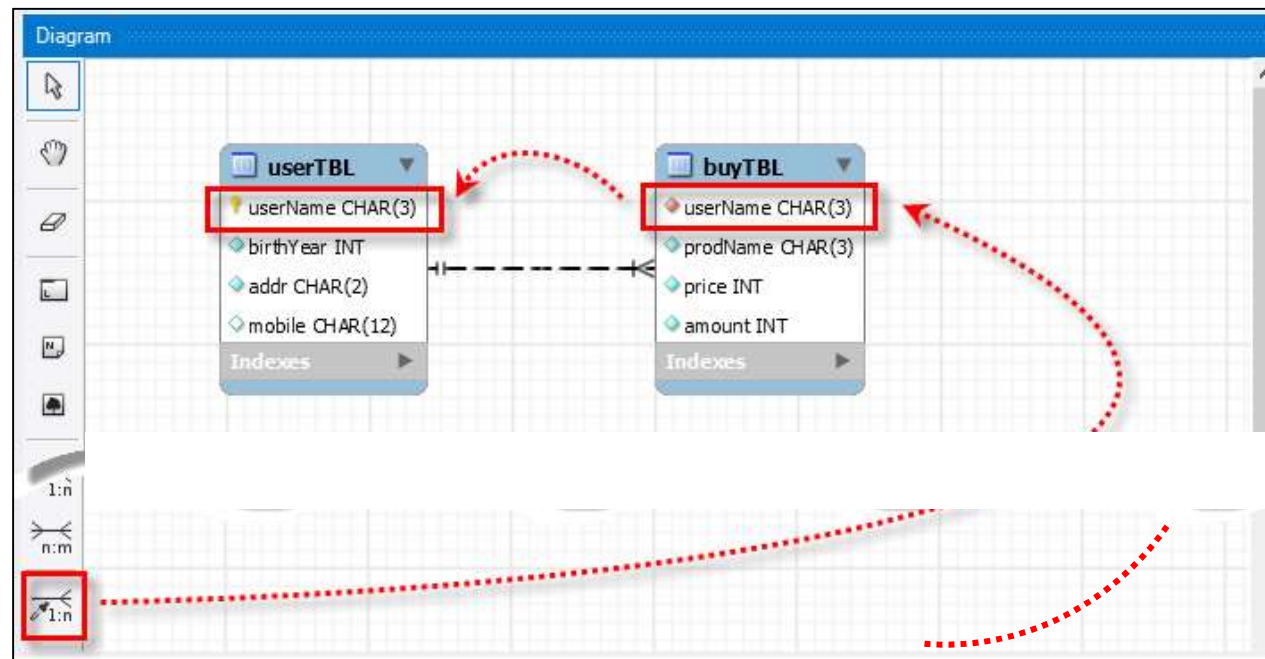 Diagram
userTBL
userName CHAR(3)
birthYear INT
addr CHAR(2)
mobile CHAR(12)
Indexes
buyTBL
userName CHAR(3)
prodName CHAR(3)
price INT
amount INT
Indexes
1:n
n:m
1:n